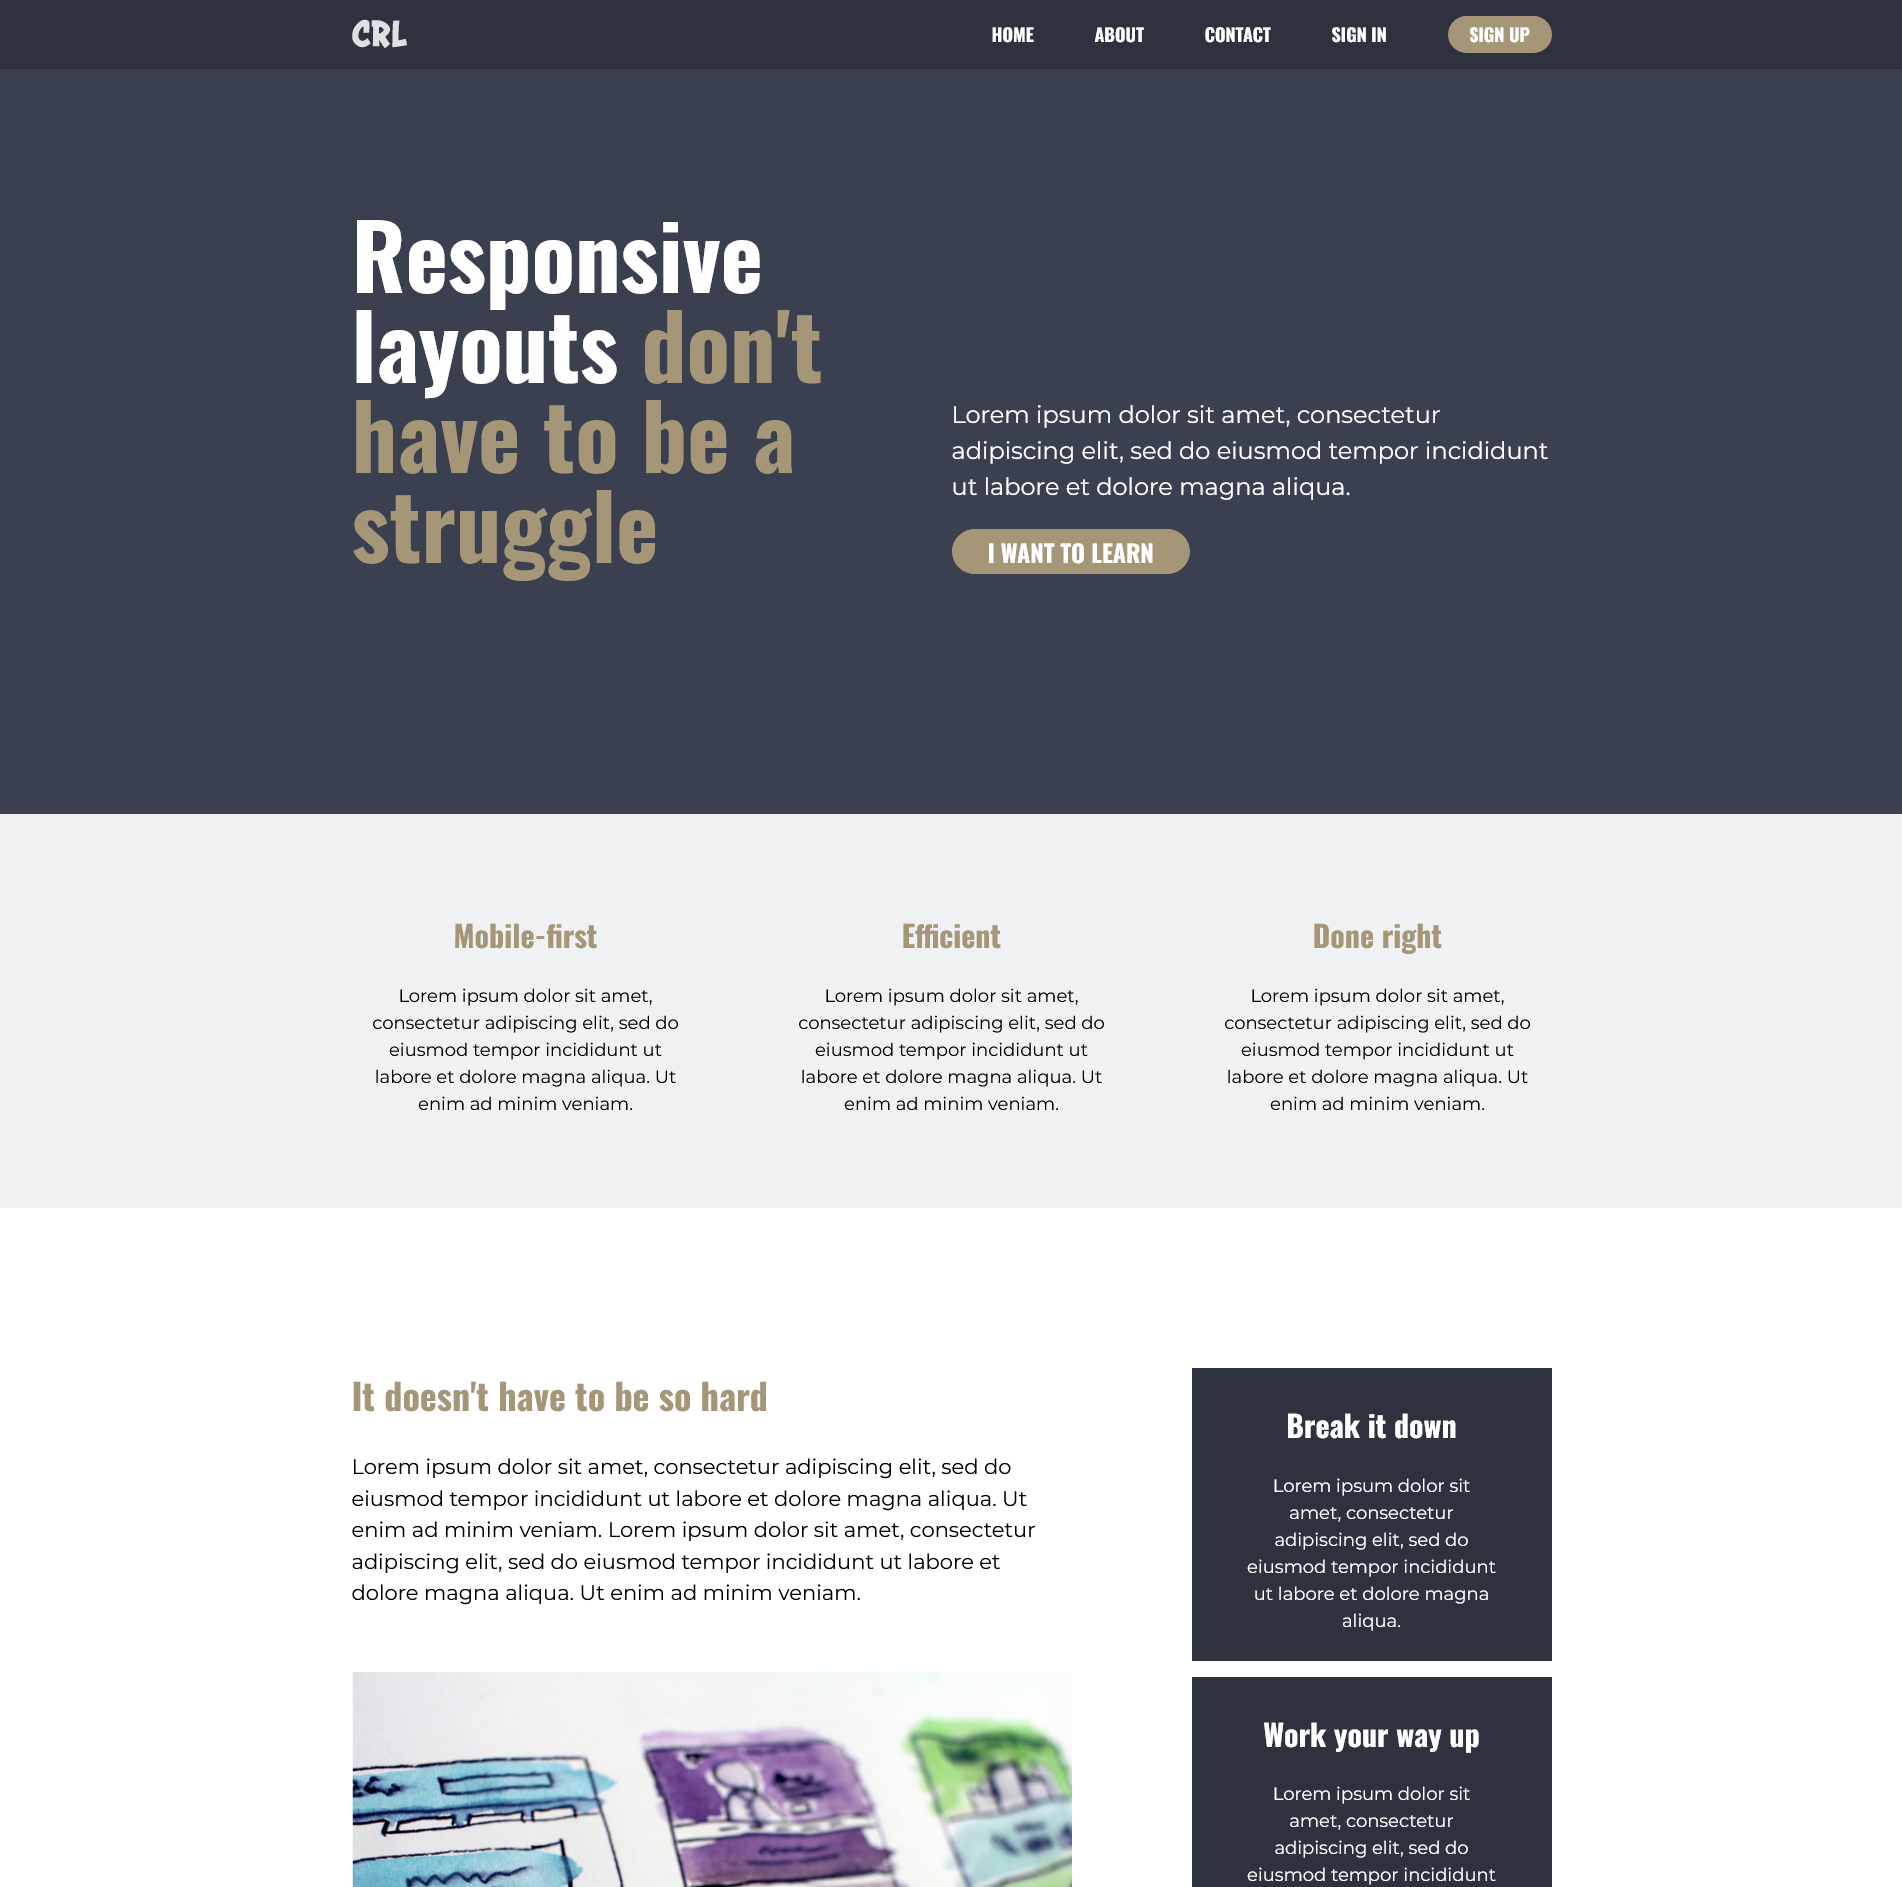 CRL
HOME
ABOUT
CONTACT
SIGN IN
SIGN UP
Responsive
layouts don't
have to be a
struggle
Lorem ipsum dolor sit amet, consectetur
adipiscing elit, sed do eiusmod tempor incididunt
ut labore et dolore magna aliqua.
I WANT TO LEARN
Mobile-first
Lorem ipsum dolor sit amet,
consectetur adipiscing elit, sed do
eiusmod tempor incididunt ut
labore et dolore magna aliqua. Ut
enim ad minim veniam.
Efficient
Lorem ipsum dolor sit amet,
consectetur adipiscing elit, sed do
eiusmod tempor incididunt ut
labore et dolore magna aliqua. Ut
enim ad minim veniam.
Done right
Lorem ipsum dolor sit amet,
consectetur adipiscing elit, sed do
eiusmod tempor incididunt ut
labore et dolore magna aliqua. Ut
enim ad minim veniam.
It doesn't have to be so hard
Lorem ipsum dolor sit amet, consectetur adipiscing elit, sed do
eiusmod tempor incididunt ut labore et dolore magna aliqua. Ut
enim ad minim veniam. Lorem ipsum dolor sit amet, consectetur
adipiscing elit, sed do eiusmod tempor incididunt ut labore et
dolore magna aliqua. Ut enim ad minim veniam.
Break it down
Lorem ipsum dolor sit
amet, consectetur
adipiscing elit, sed do
eiusmod tempor incididunt
ut labore et dolore magna
aliqua.
Work your way up
Lorem ipsum dolor sit
amet, consectetur
adipiscing elit, sed do
eiusmod tempor incididunt